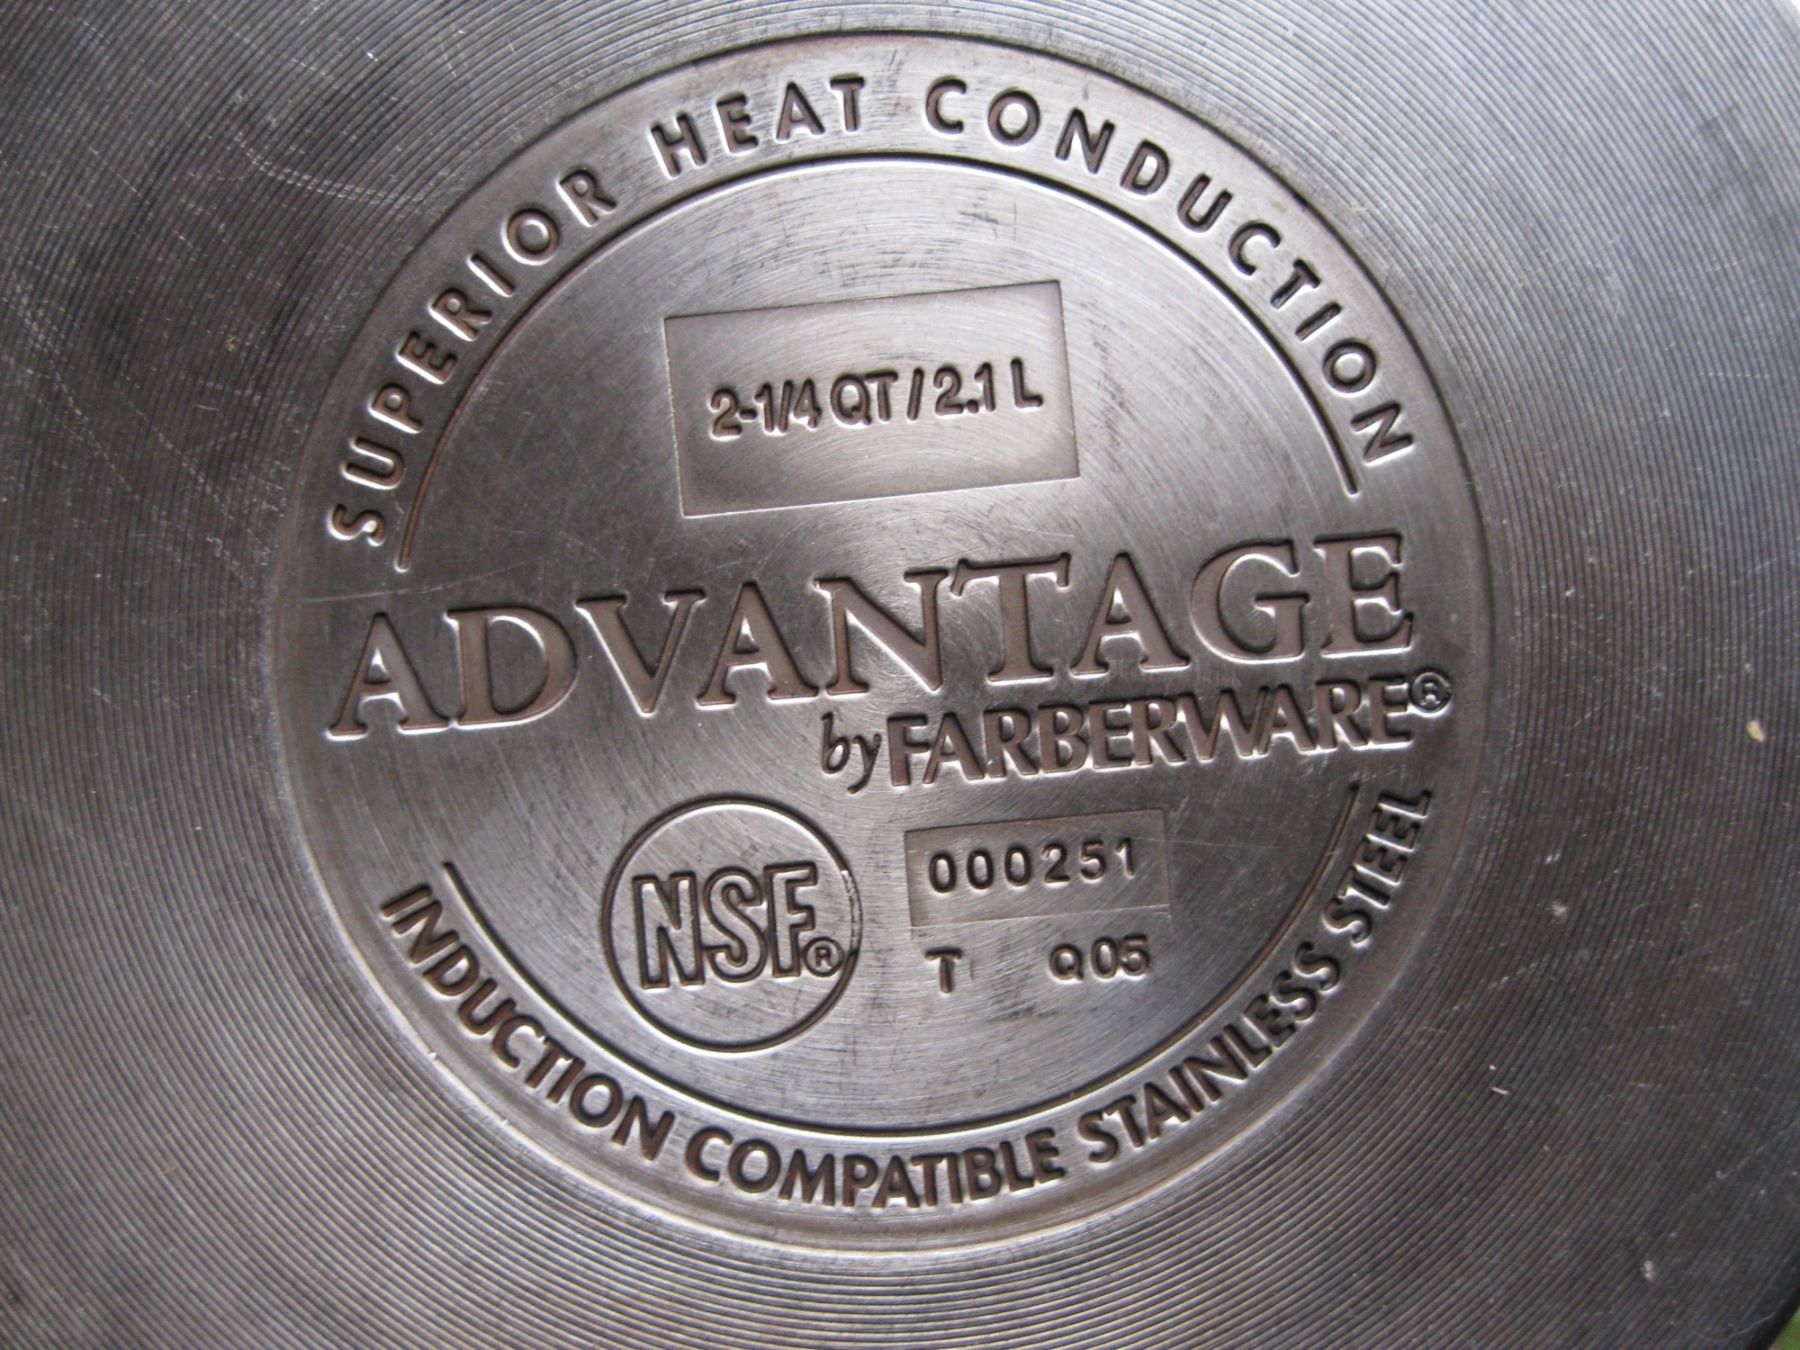 SUPERIOR HEAT CONDUCTION
2-1/4 QT / 2.1 L
ADVANTAGE
by FARBERWARE®
NSF®
000251
T Q05
INDUCTION COMPATIBLE STAINLESS STEEL